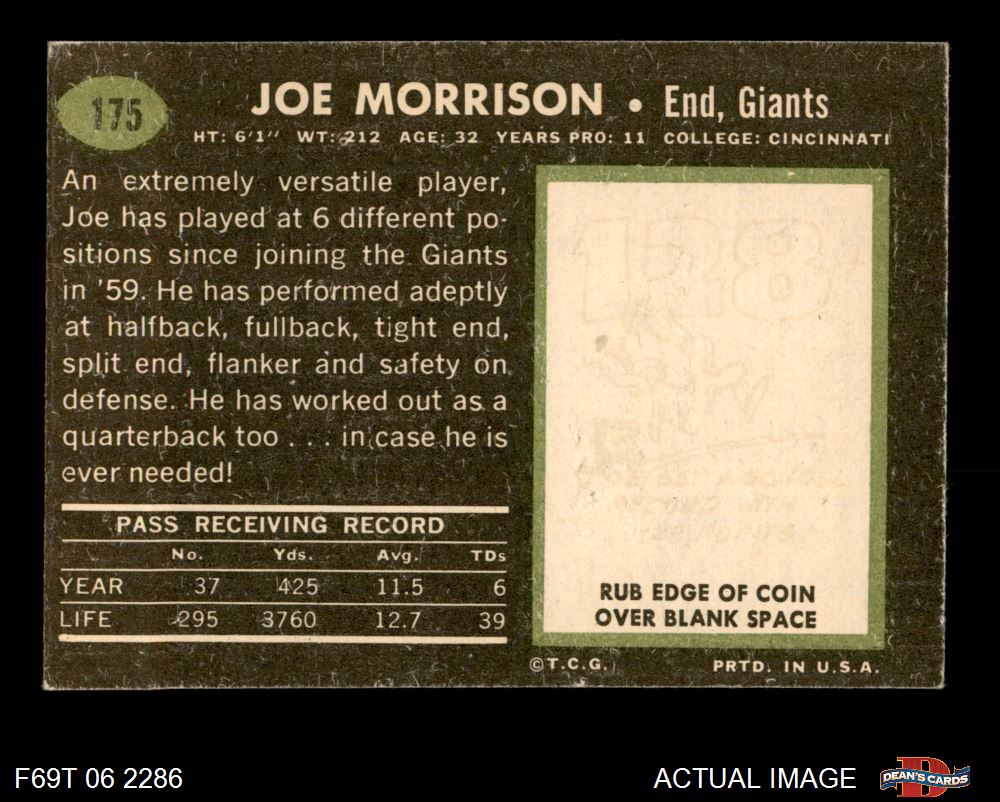 175
JOE MORRISON • End, Giants
HT: 6'1" WT: 212 AGE: 32 YEARS PRO: 11 COLLEGE: CINCINNATI
An extremely versatile player,
Joe has played at 6 different po-
sitions since joining the Giants
in '59. He has performed adeptly
at halfback, fullback, tight end,
split end, flanker and safety on
defense. He has worked out as a
quarterback too . . . in case he is
ever needed!
PASS RECEIVING RECORD
No. Yds. Avg. TDs
YEAR 37 425 11.5 6
LIFE 295 3760 12.7 39
RUB EDGE OF COIN
OVER BLANK SPACE
©T.C.G. PRTD. IN U.S.A.
F69T 06 2286 ACTUAL IMAGE DEAN'S CARDS